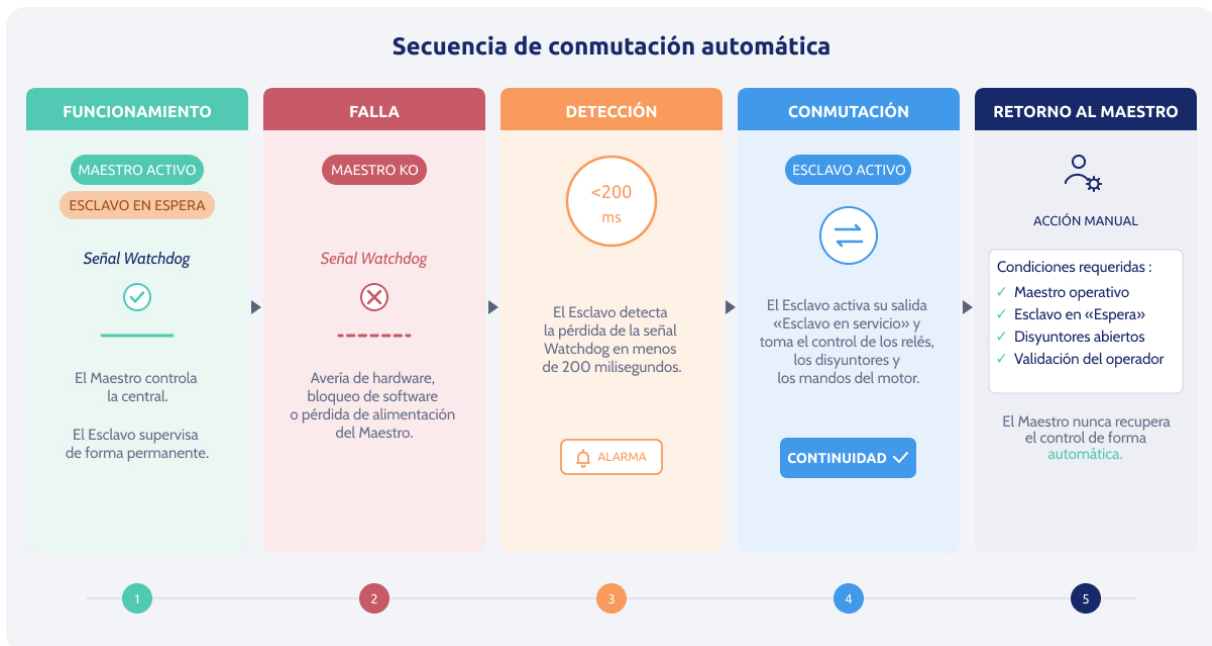 Secuencia de conmutación automática
FUNCIONAMIENTO
MAESTRO ACTIVO
ESCLAVO EN ESPERA
Señal Watchdog
El Maestro controla
la central.
El Esclavo supervisa
de forma permanente.
FALLA
MAESTRO KO
Señal Watchdog
Avería de hardware,
bloqueo de software
o pérdida de alimentación
del Maestro.
DETECCIÓN
<200
ms
El Esclavo detecta
la pérdida de la señal
Watchdog en menos
de 200 milisegundos.
ALARMA
CONMUTACIÓN
ESCLAVO ACTIVO
El Esclavo activa su salida
«Esclavo en servicio» y
toma el control de los relés,
los disyuntores y
los mandos del motor.
CONTINUIDAD ✓
RETORNO AL MAESTRO
ACCIÓN MANUAL
Condiciones requeridas :
✓ Maestro operativo
✓ Esclavo en «Espera»
✓ Disyuntores abiertos
✓ Validación del operador
El Maestro nunca recupera
el control de forma
automática.
1
2
3
4
5